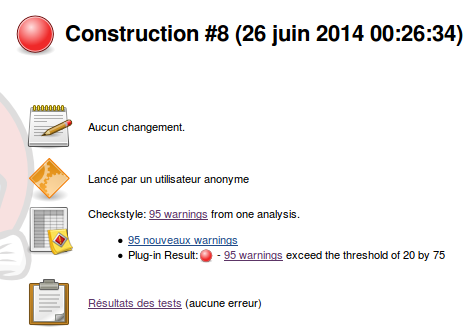 Construction #8 (26 juin 2014 00:26:34)
Aucun changement.
Lancé par un utilisateur anonyme
Checkstyle: 95 warnings from one analysis.
95 nouveaux warnings
Plug-in Result: - 95 warnings exceed the threshold of 20 by 75
Résultats des tests (aucune erreur)